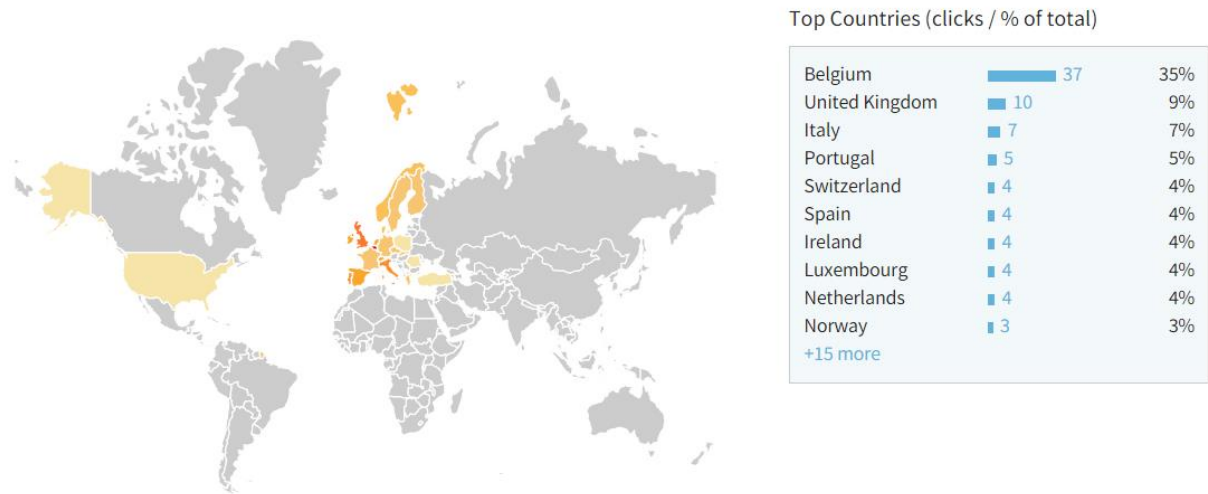 Top Countries (clicks / % of total)
Belgium 37 35%
United Kingdom 10 9%
Italy 7 7%
Portugal 5 5%
Switzerland 4 4%
Spain 4 4%
Ireland 4 4%
Luxembourg 4 4%
Netherlands 4 4%
Norway 3 3%
+15 more